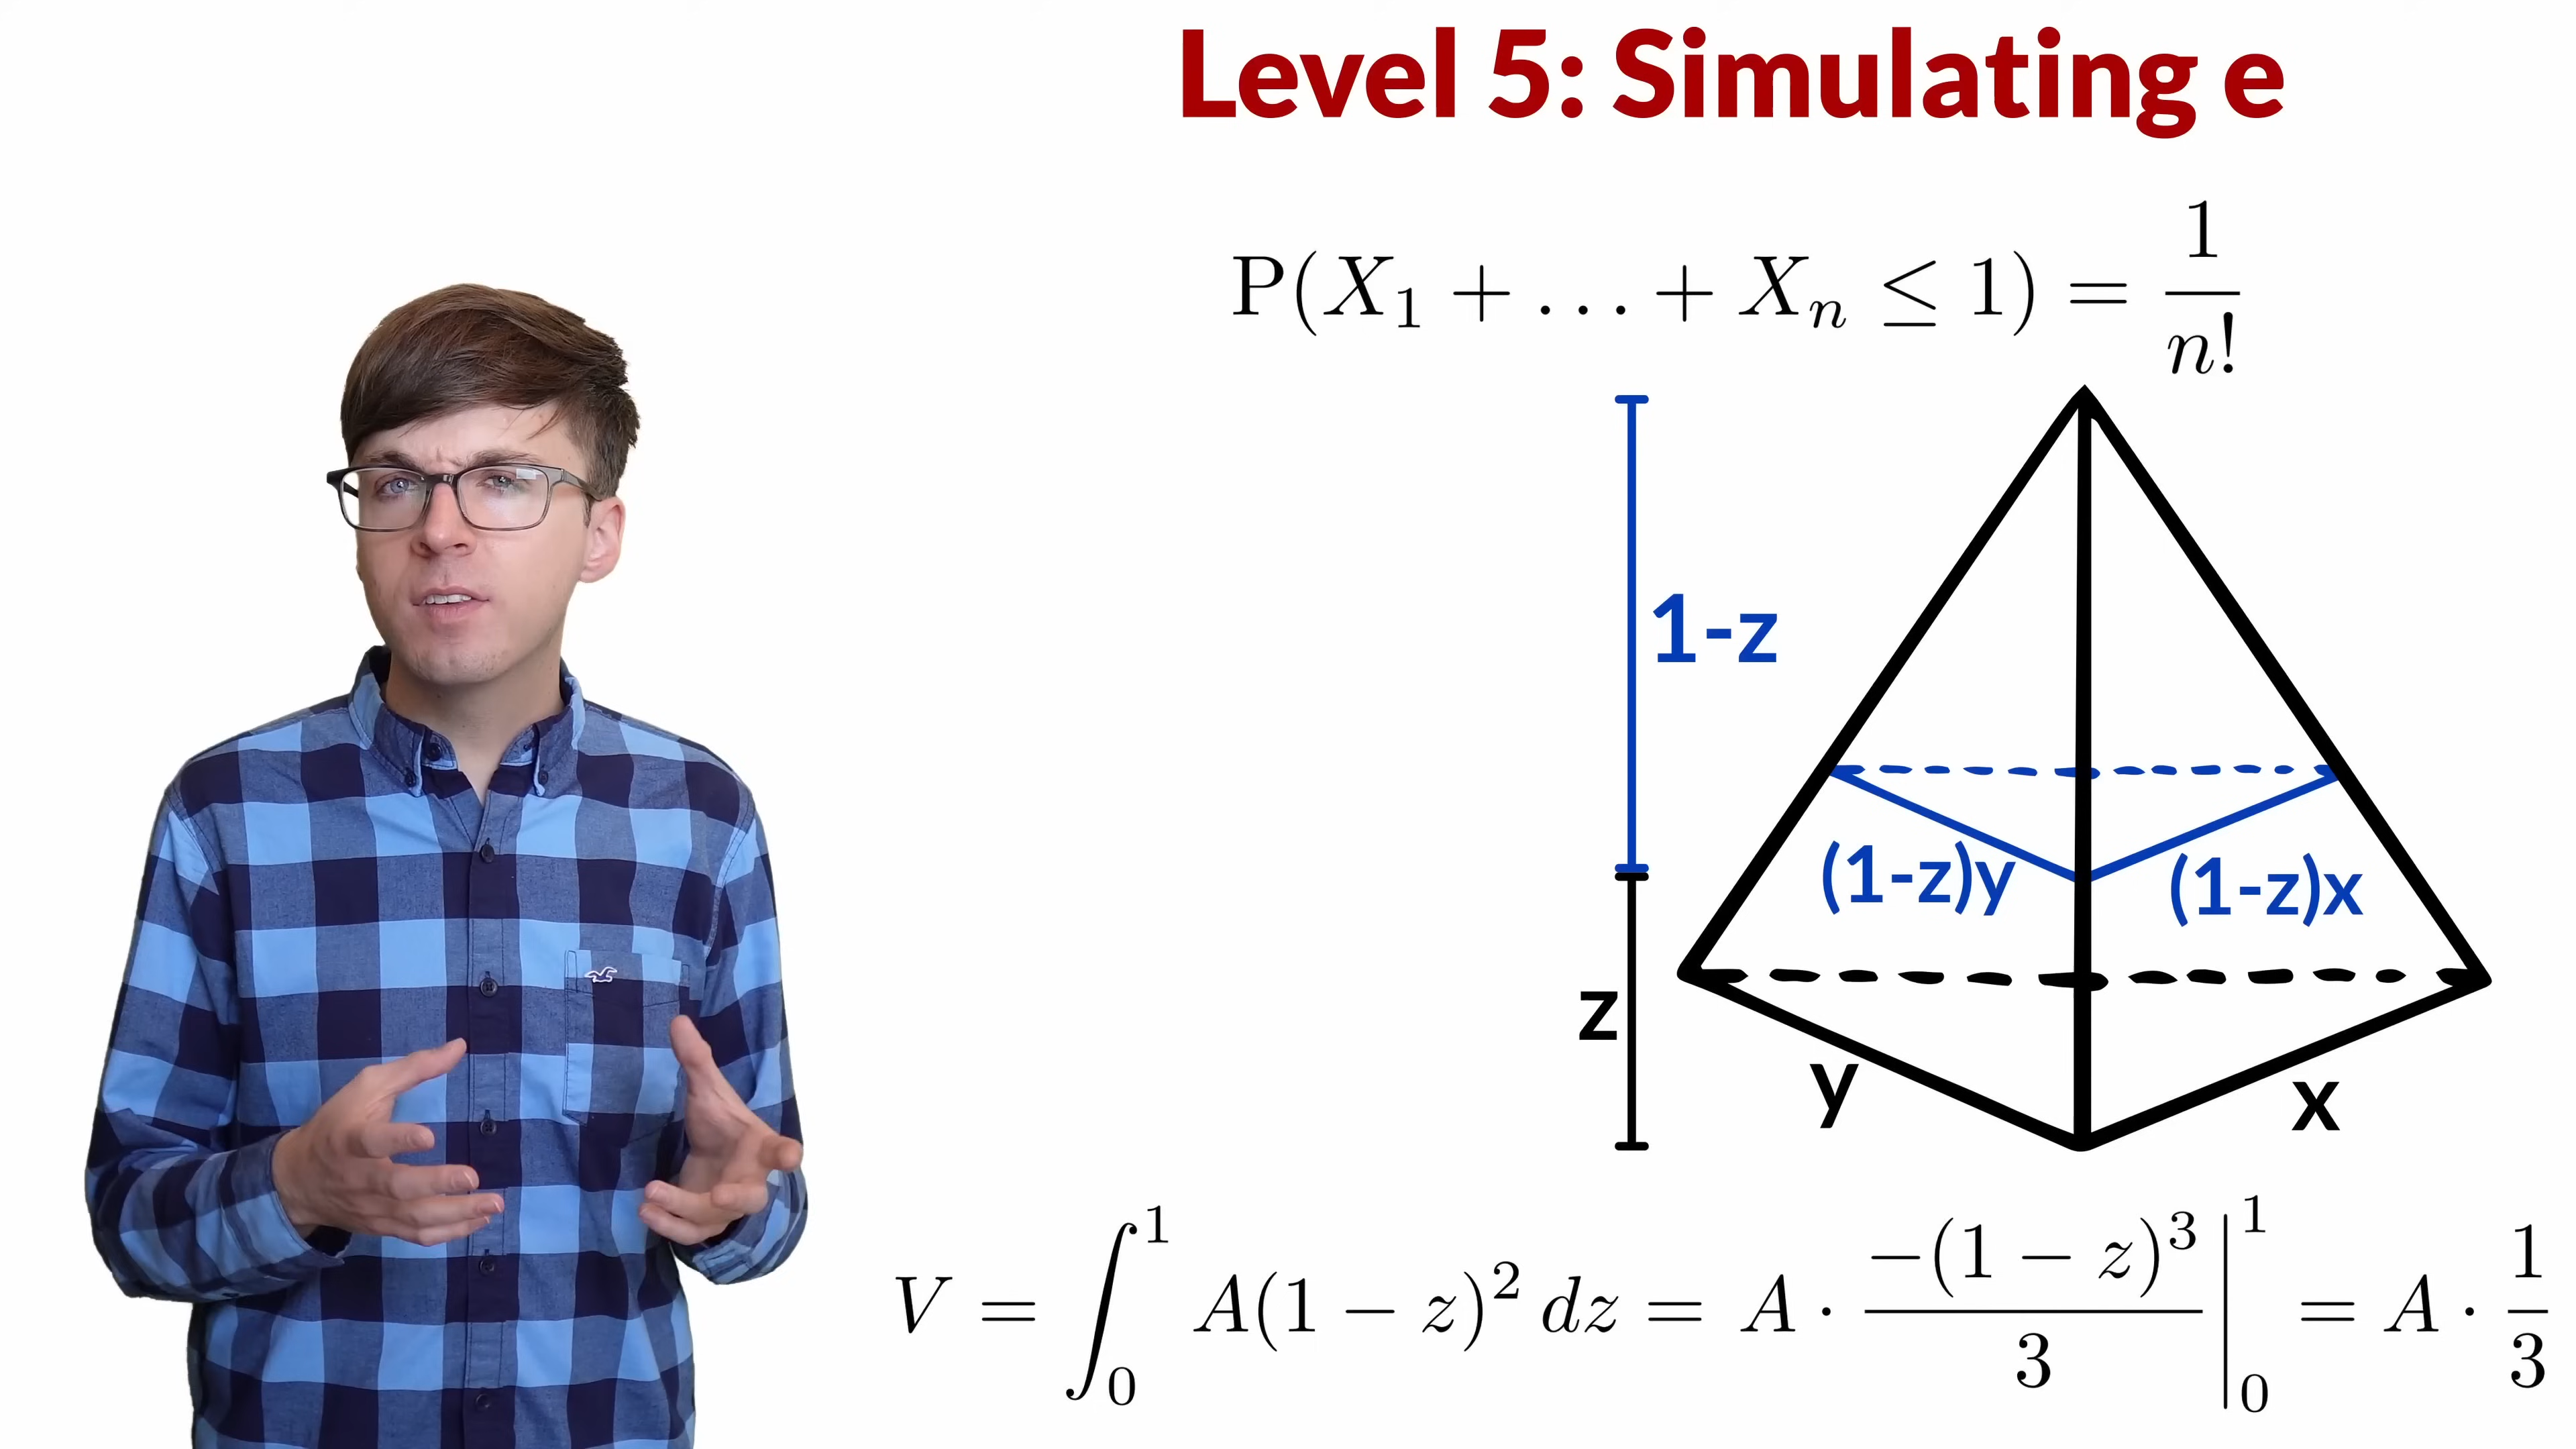 Level 5: Simulating e
P(X₁ + … + Xₙ ≤ 1) = 1/n!
1-z
(1-z)y (1-z)x
z
y x
V = ∫₀¹ A(1 − z)² dz = A · −(1 − z)³/3 |₀¹ = A · 1/3